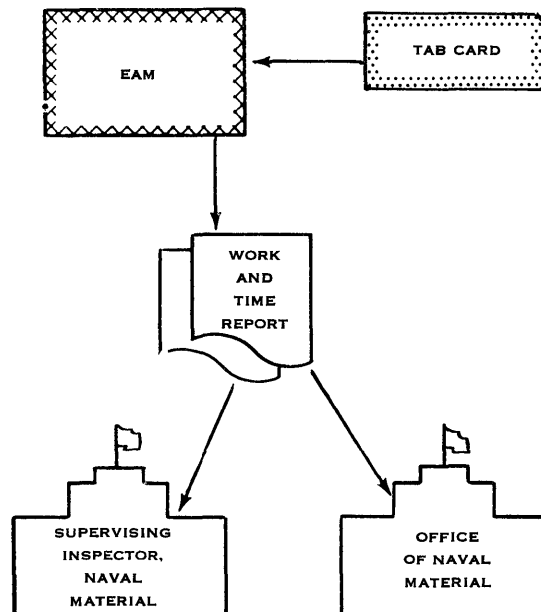 EAM
TAB CARD
WORK
AND
TIME
REPORT
SUPERVISING
INSPECTOR,
NAVAL
MATERIAL
OFFICE
OF NAVAL
MATERIAL